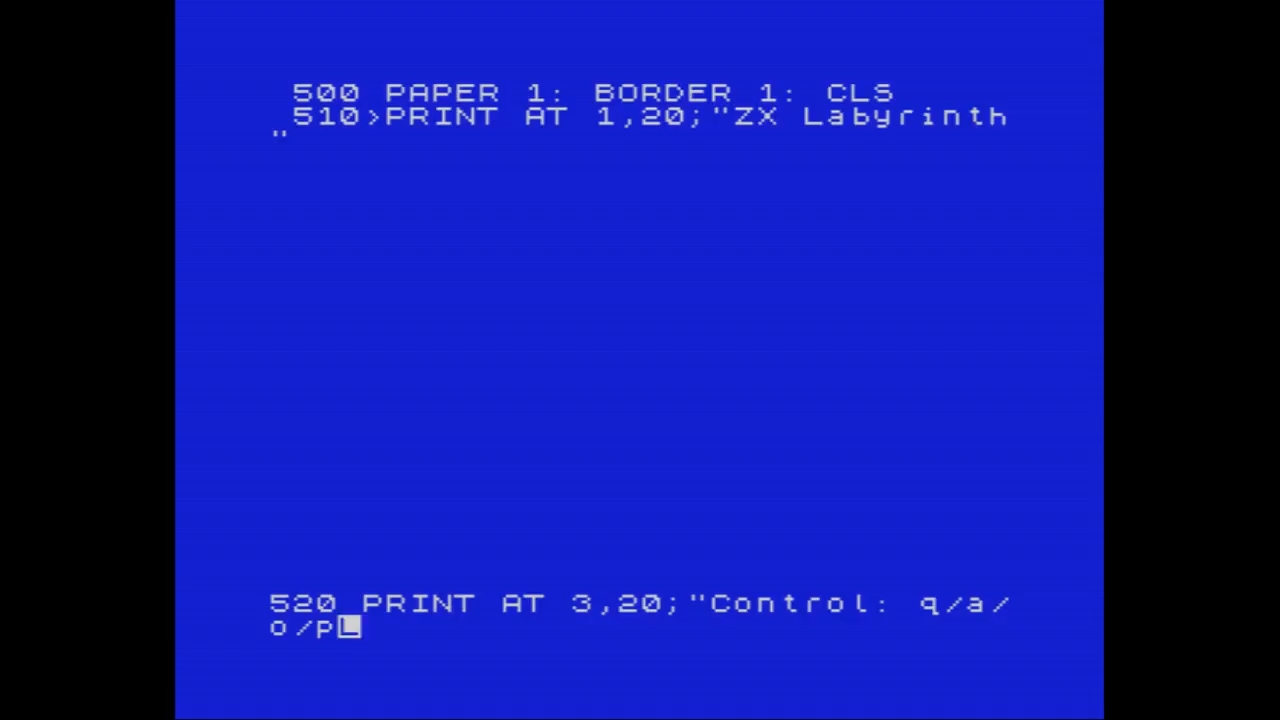 500 PAPER 1: BORDER 1: CLS
510>PRINT AT 1,20;"ZX Labyrinth
"
520 PRINT AT 3,20;"Control: q/a/
o/pL